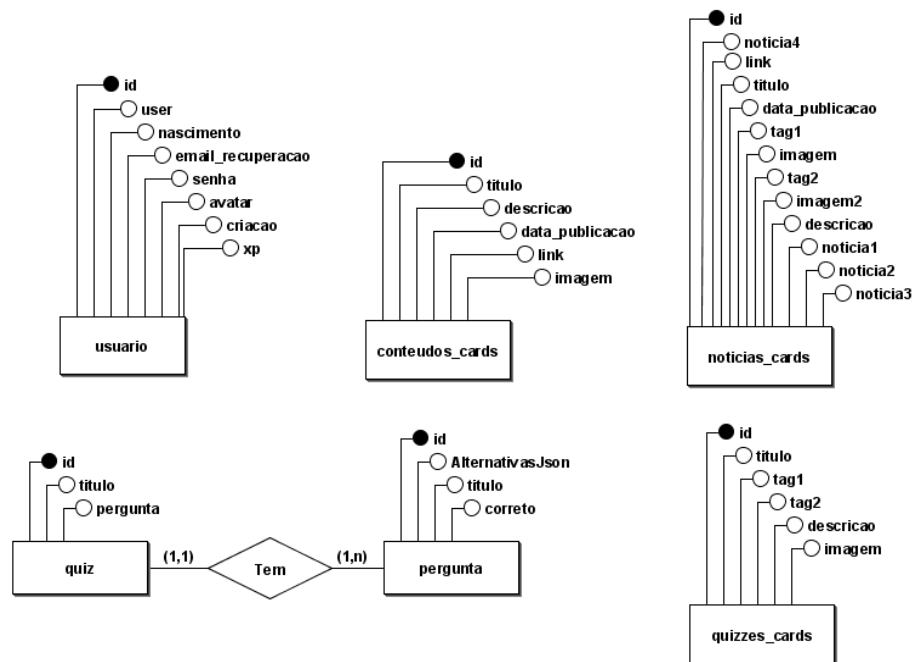 id
user
nascimento
email_recuperacao
senha
avatar
criacao
xp
usuario
id
titulo
descricao
data_publicacao
link
imagem
conteudos_cards
id
noticia4
link
titulo
data_publicacao
tag1
imagem
tag2
imagem2
descricao
noticia1
noticia2
noticia3
noticias_cards
id
titulo
pergunta
quiz
(1,1)
Tem
(1,n)
id
AlternativasJson
titulo
correto
pergunta
id
titulo
tag1
tag2
descricao
imagem
quizzes_cards